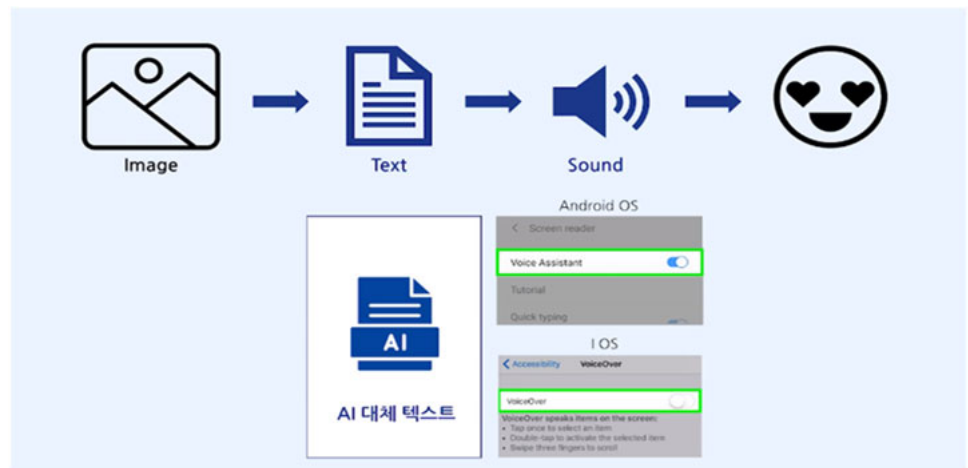 Image
Text
Sound
Android OS
< Screen reader
Voice Assistant
Tutorial
Quick typing
AI
AI 대체 텍스트
I OS
< Accessibility VoiceOver
VoiceOver
VoiceOver speaks items on the screen:
• Tap once to select an item
• Double-tap to activate the selected item
• Swipe three fingers to scroll